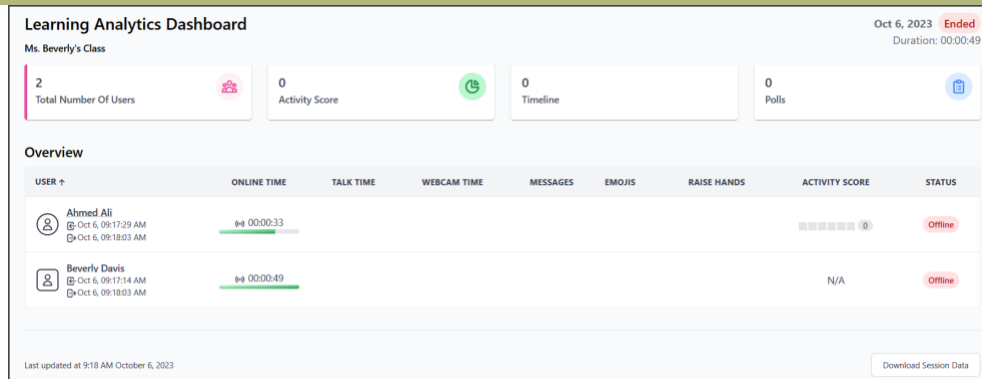 Learning Analytics Dashboard
Oct 6, 2023 Ended
Ms. Beverly's Class
Duration: 00:00:49
2
Total Number Of Users
0
Activity Score
0
Timeline
0
Polls
Overview
USER ↑ ONLINE TIME TALK TIME WEBCAM TIME MESSAGES EMOJIS RAISE HANDS ACTIVITY SCORE STATUS
Ahmed Ali
Oct 6, 09:17:29 AM
Oct 6, 09:18:03 AM
00:00:33
0
Offline
Beverly Davis
Oct 6, 09:17:14 AM
Oct 6, 09:18:03 AM
00:00:49
N/A
Offline
Last updated at 9:18 AM October 6, 2023
Download Session Data